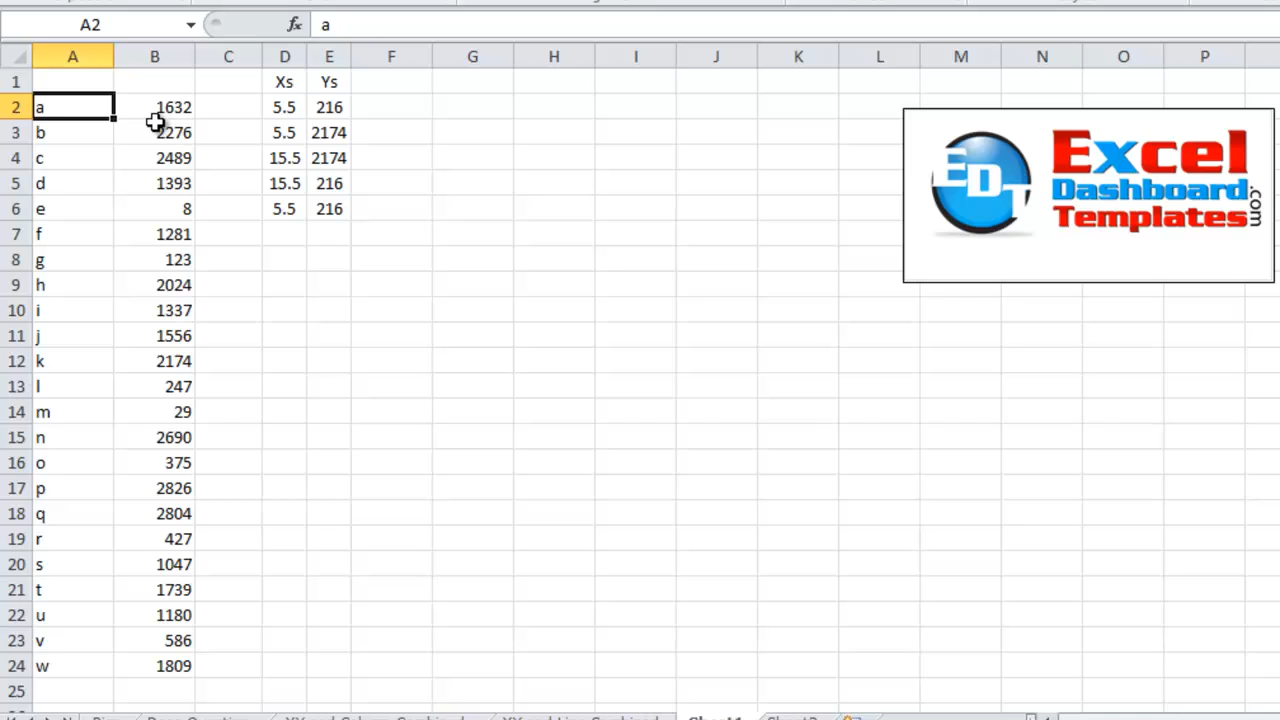 A2 fx a
A B C D E F G H I J K L M N O P
1 Xs Ys
2 a 1632 5.5 216
3 b 2276 5.5 2174
4 c 2489 15.5 2174
5 d 1393 15.5 216
6 e 8 5.5 216
7 f 1281
8 g 123
9 h 2024
10 i 1337
11 j 1556
12 k 2174
13 l 247
14 m 29
15 n 2690
16 o 375
17 p 2826
18 q 2804
19 r 427
20 s 1047
21 t 1739
22 u 1180
23 v 586
24 w 1809
25
EDT
Excel
Dashboard
Templates
.com